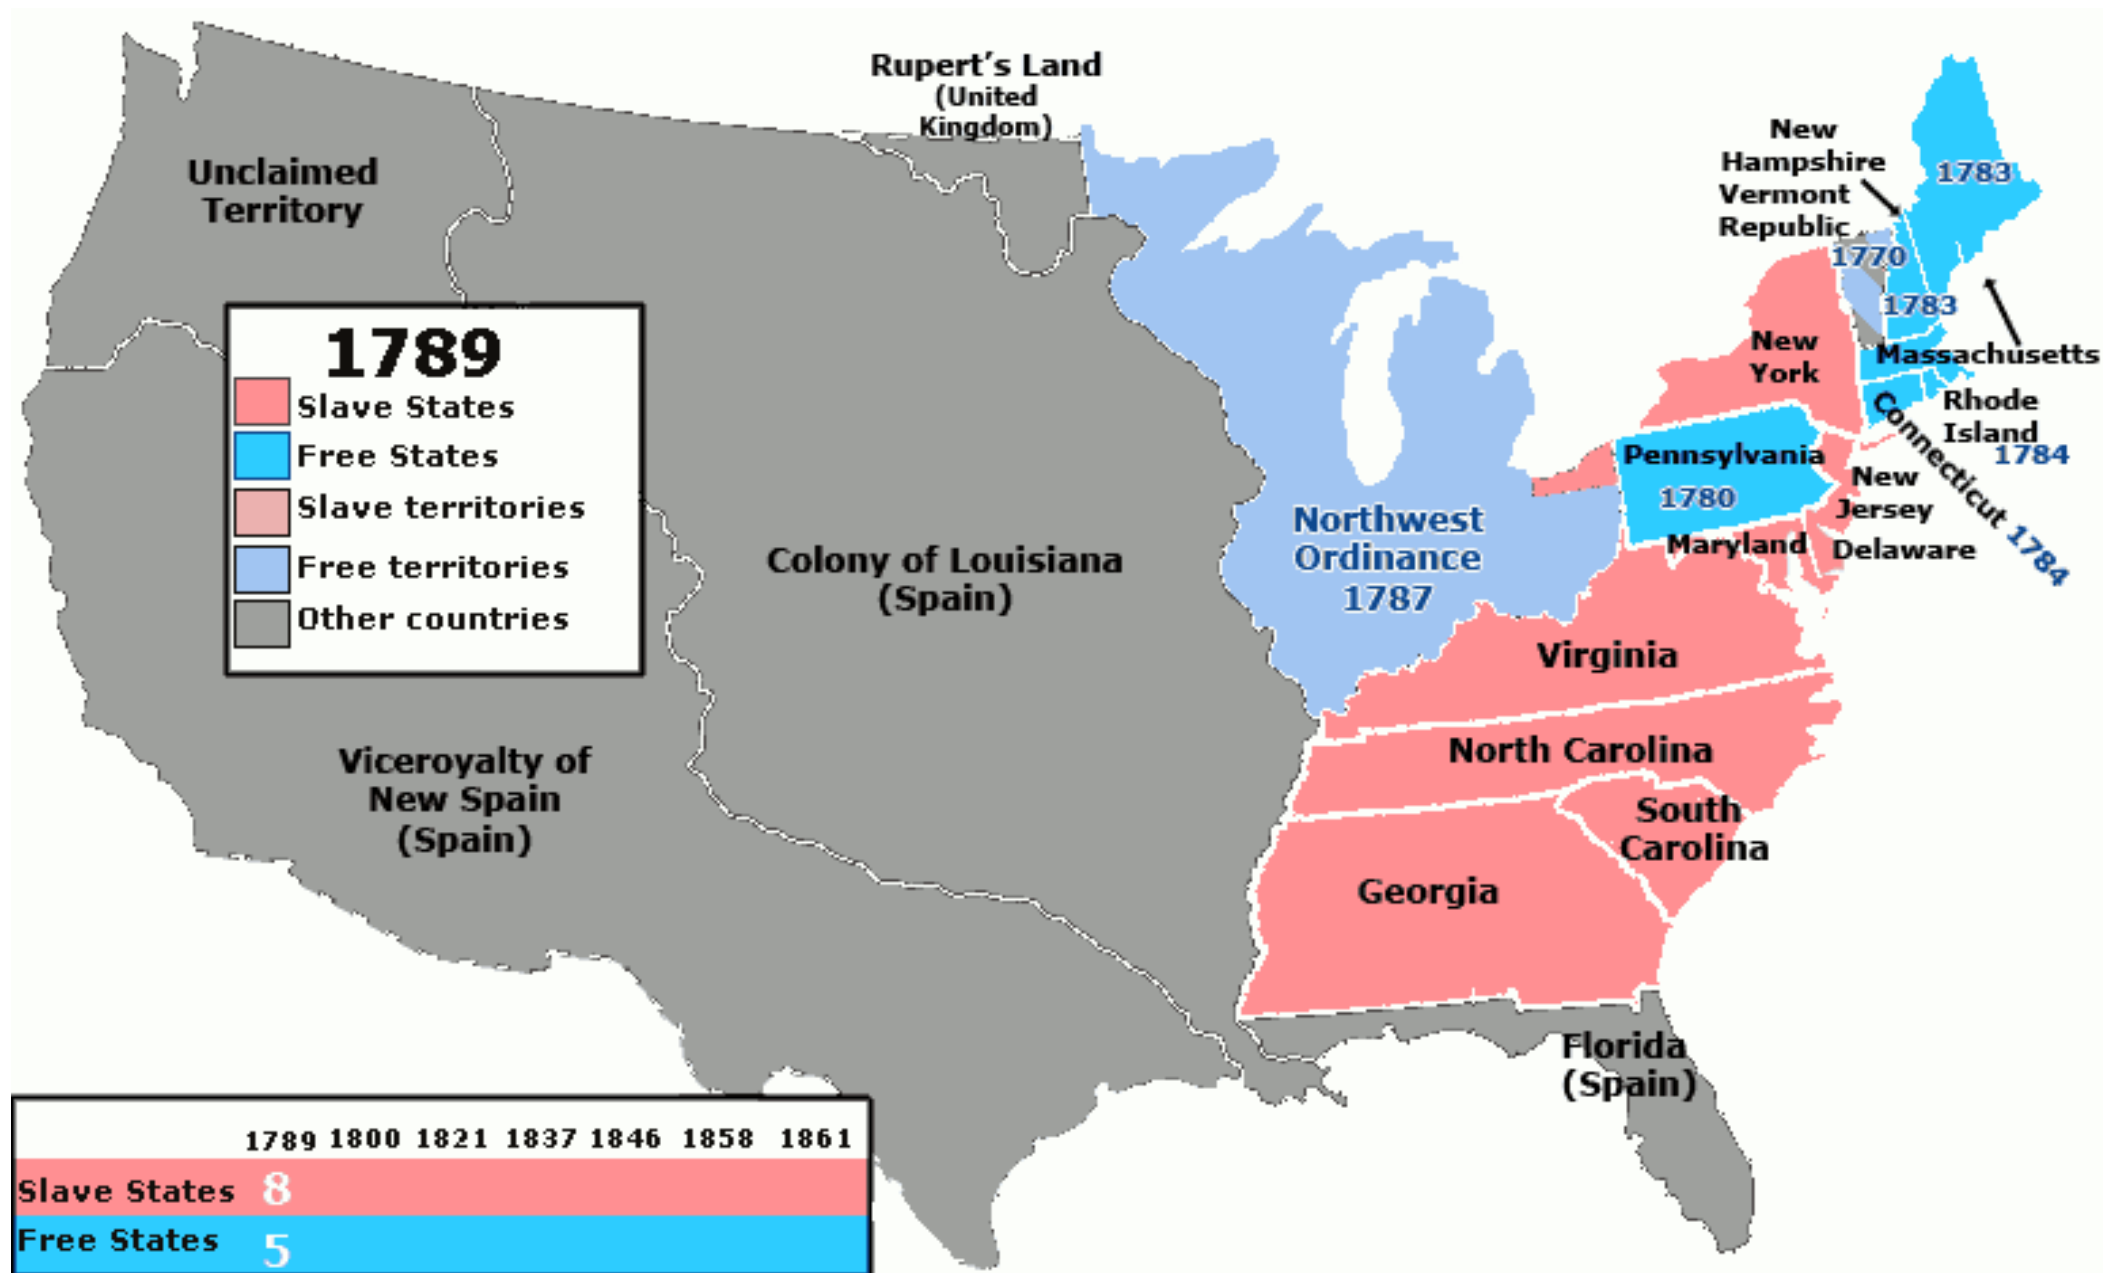 Rupert's Land
(United
Kingdom)
Unclaimed
Territory
New
Hampshire
Vermont
Republic
1783
1770
1783
1789
Slave States
Free States
Slave territories
Free territories
Other countries
New
York
Massachusetts
Rhode
Island
1784
Connecticut 1784
Pennsylvania
1780
New
Jersey
Maryland
Delaware
Northwest
Ordinance
1787
Colony of Louisiana
(Spain)
Virginia
Viceroyalty of
New Spain
(Spain)
North Carolina
South
Carolina
Georgia
Florida
(Spain)
1789 1800 1821 1837 1846 1858 1861
Slave States 8
Free States 5